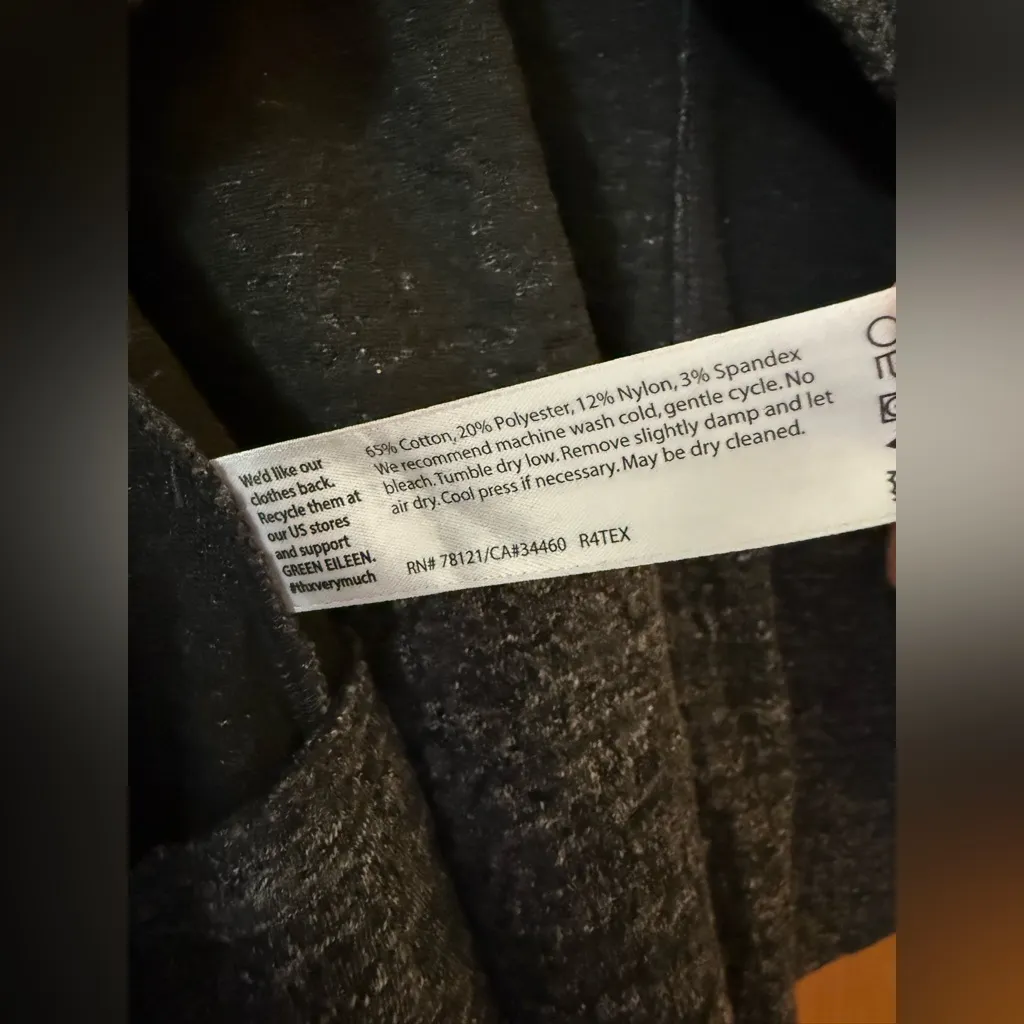 We'd like our
clothes back.
Recycle them at
our US stores
and support
GREEN EILEEN.
#thxverymuch
65% Cotton, 20% Polyester, 12% Nylon, 3% Spandex
We recommend machine wash cold, gentle cycle. No
bleach. Tumble dry low. Remove slightly damp and let
air dry. Cool press if necessary. May be dry cleaned.
RN# 78121/CA#34460 R4TEX